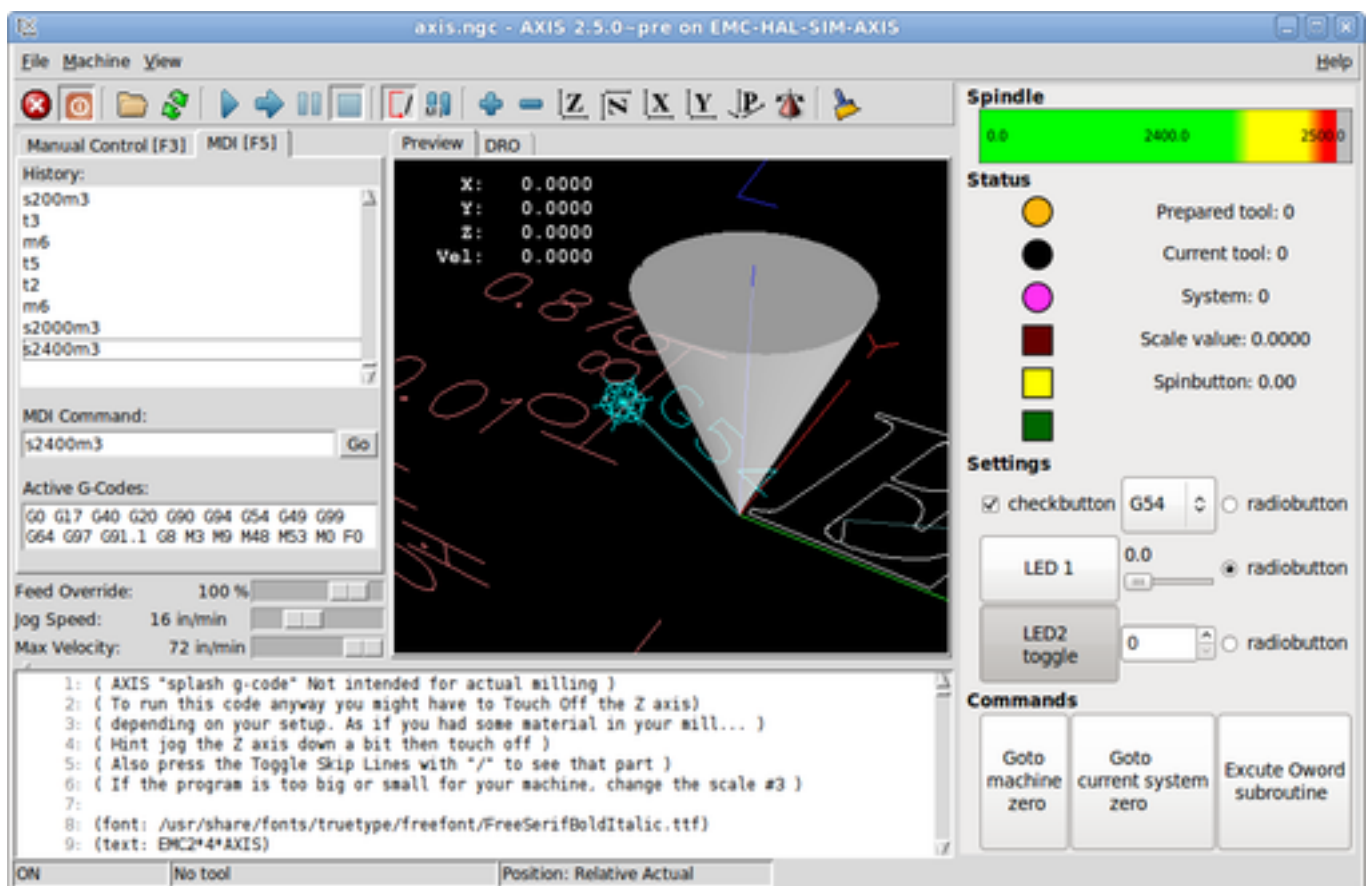 axis.ngc - AXIS 2.5.0~pre on EMC-HAL-SIM-AXIS
File Machine View Help
Z N X Y P
Manual Control [F3] MDI [F5]
History:
s200m3
t3
m6
t5
t2
m6
s2000m3
s2400m3
MDI Command:
s2400m3 Go
Active G-Codes:
G0 G17 G40 G20 G90 G94 G54 G49 G99
G64 G97 G91.1 G8 M3 M9 M48 M53 M0 F0
Feed Override: 100 %
Jog Speed: 16 in/min
Max Velocity: 72 in/min
Preview DRO
X: 0.0000
Y: 0.0000
Z: 0.0000
Vel: 0.0000
G54
Y
1: ( AXIS "splash g-code" Not intended for actual milling )
2: ( To run this code anyway you might have to Touch Off the Z axis)
3: ( depending on your setup. As if you had some material in your mill... )
4: ( Hint jog the Z axis down a bit then touch off )
5: ( Also press the Toggle Skip Lines with "/" to see that part )
6: ( If the program is too big or small for your machine, change the scale #3 )
7:
8: (font: /usr/share/fonts/truetype/freefont/FreeSerifBoldItalic.ttf)
9: (text: EMC2*4*AXIS)
ON No tool Position: Relative Actual
Spindle
0.0 2400.0 2500.0
Status
Prepared tool: 0
Current tool: 0
System: 0
Scale value: 0.0000
Spinbutton: 0.00
Settings
checkbutton G54 radiobutton
LED 1 0.0 radiobutton
LED2 toggle 0 radiobutton
Commands
Goto machine zero
Goto current system zero
Excute Oword subroutine